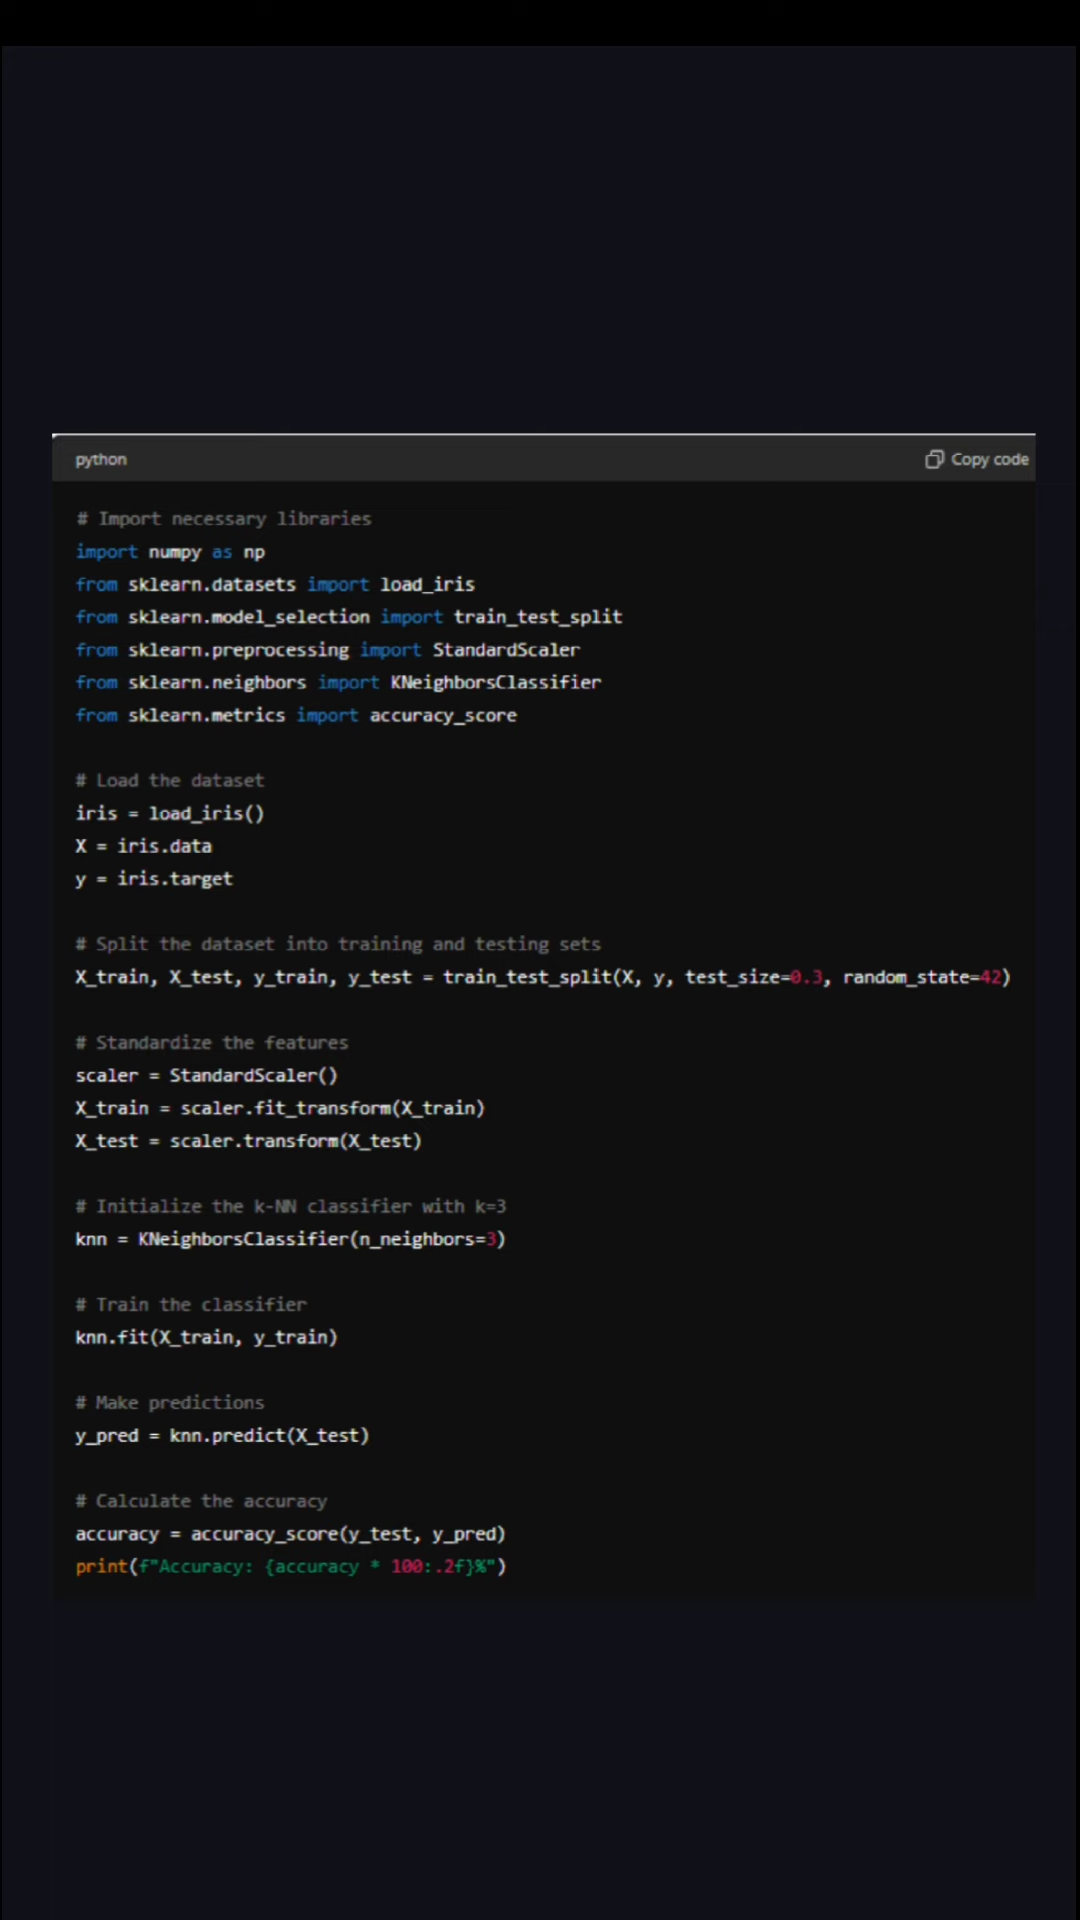 python
Copy code
# Import necessary libraries
import numpy as np
from sklearn.datasets import load_iris
from sklearn.model_selection import train_test_split
from sklearn.preprocessing import StandardScaler
from sklearn.neighbors import KNeighborsClassifier
from sklearn.metrics import accuracy_score
# Load the dataset
iris = load_iris()
X = iris.data
y = iris.target
# Split the dataset into training and testing sets
X_train, X_test, y_train, y_test = train_test_split(X, y, test_size=0.3, random_state=42)
# Standardize the features
scaler = StandardScaler()
X_train = scaler.fit_transform(X_train)
X_test = scaler.transform(X_test)
# Initialize the k-NN classifier with k=3
knn = KNeighborsClassifier(n_neighbors=3)
# Train the classifier
knn.fit(X_train, y_train)
# Make predictions
y_pred = knn.predict(X_test)
# Calculate the accuracy
accuracy = accuracy_score(y_test, y_pred)
print(f"Accuracy: {accuracy * 100:.2f}%")